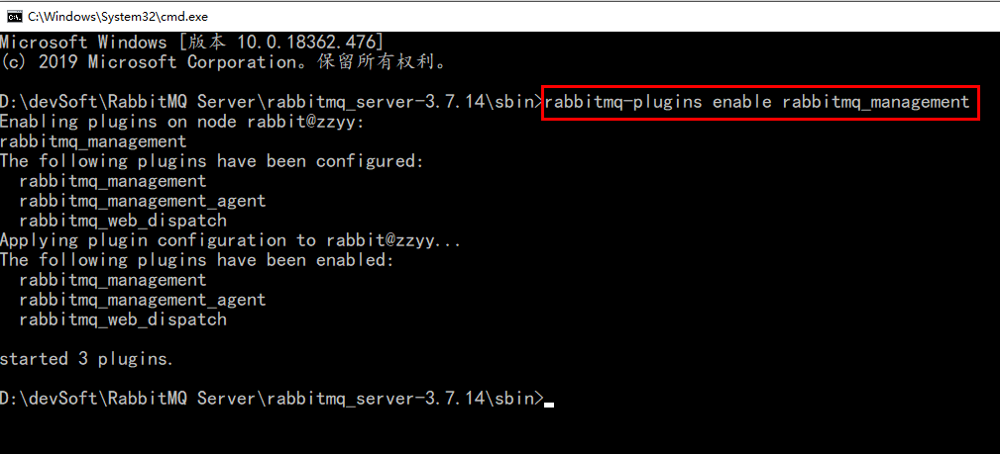 C:\Windows\System32\cmd.exe
Microsoft Windows [版本 10.0.18362.476]
(c) 2019 Microsoft Corporation。保留所有权利。
D:\devSoft\RabbitMQ Server\rabbitmq_server-3.7.14\sbin>rabbitmq-plugins enable rabbitmq_management
Enabling plugins on node rabbit@zzyy:
rabbitmq_management
The following plugins have been configured:
  rabbitmq_management
  rabbitmq_management_agent
  rabbitmq_web_dispatch
Applying plugin configuration to rabbit@zzyy...
The following plugins have been enabled:
  rabbitmq_management
  rabbitmq_management_agent
  rabbitmq_web_dispatch
started 3 plugins.
D:\devSoft\RabbitMQ Server\rabbitmq_server-3.7.14\sbin>